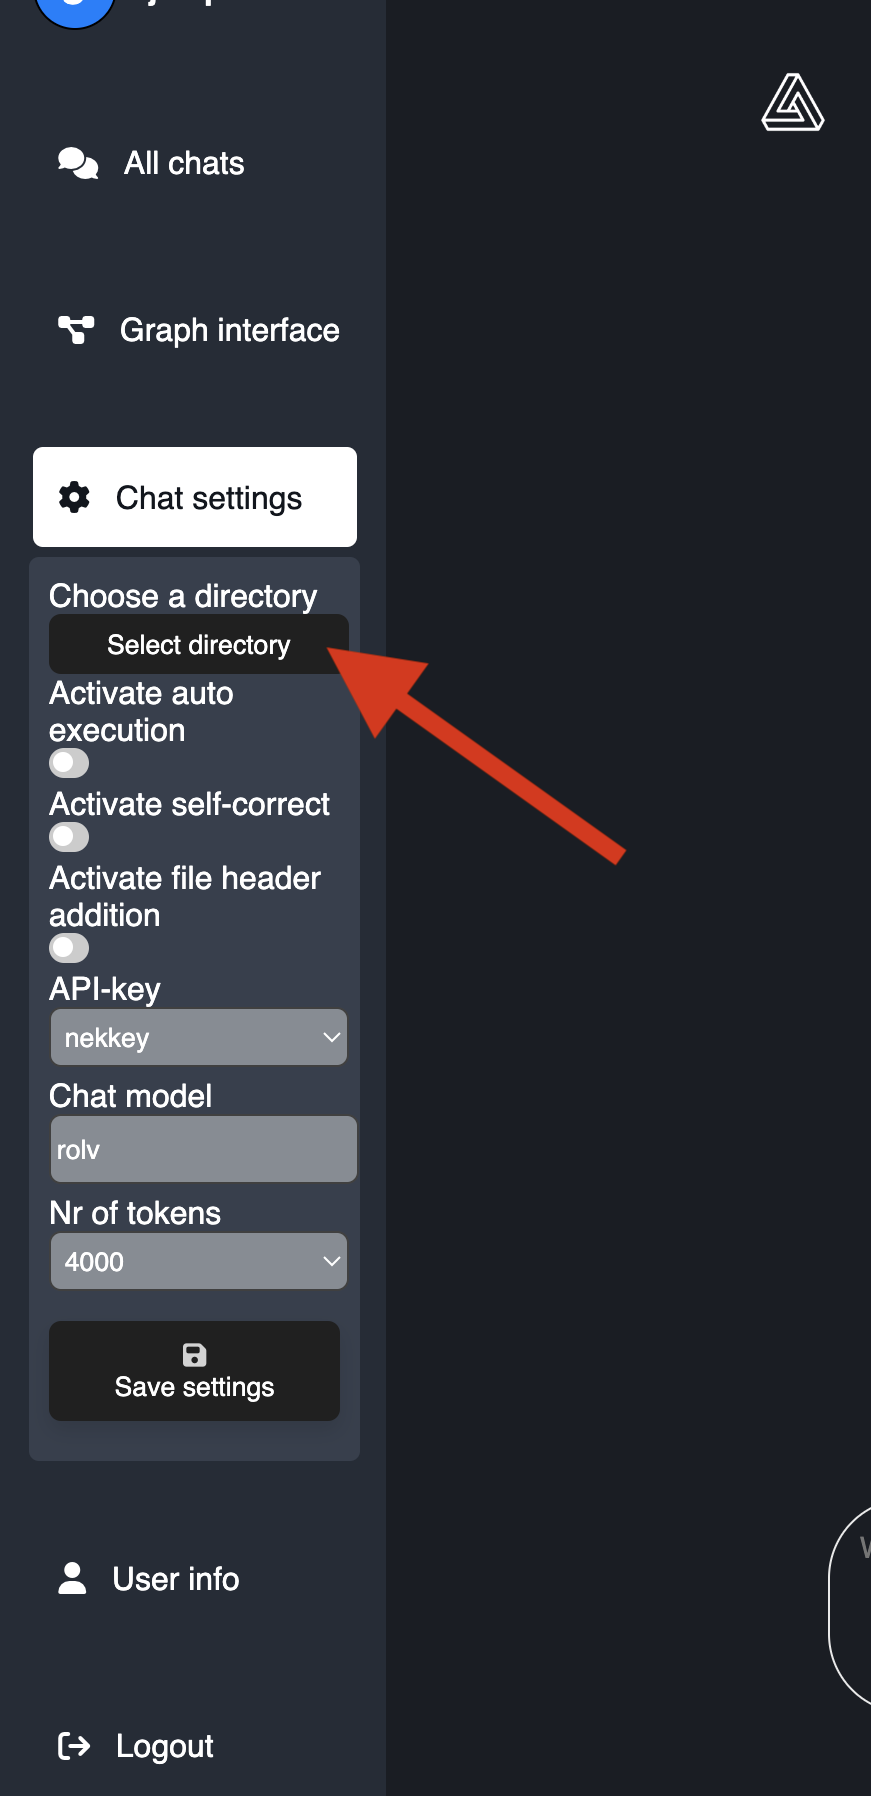 All chats
Graph interface
Chat settings
Choose a directory
Select directory
Activate auto
execution
Activate self-correct
Activate file header
addition
API-key
nekkey
Chat model
rolv
Nr of tokens
4000
Save settings
User info
Logout